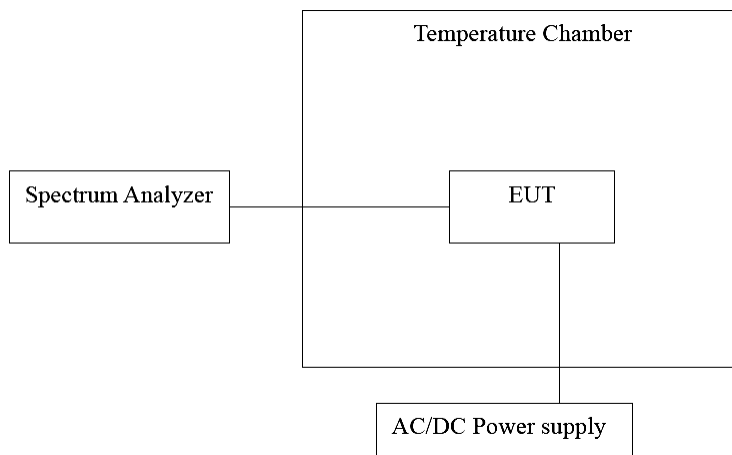 Temperature Chamber
Spectrum Analyzer
EUT
AC/DC Power supply